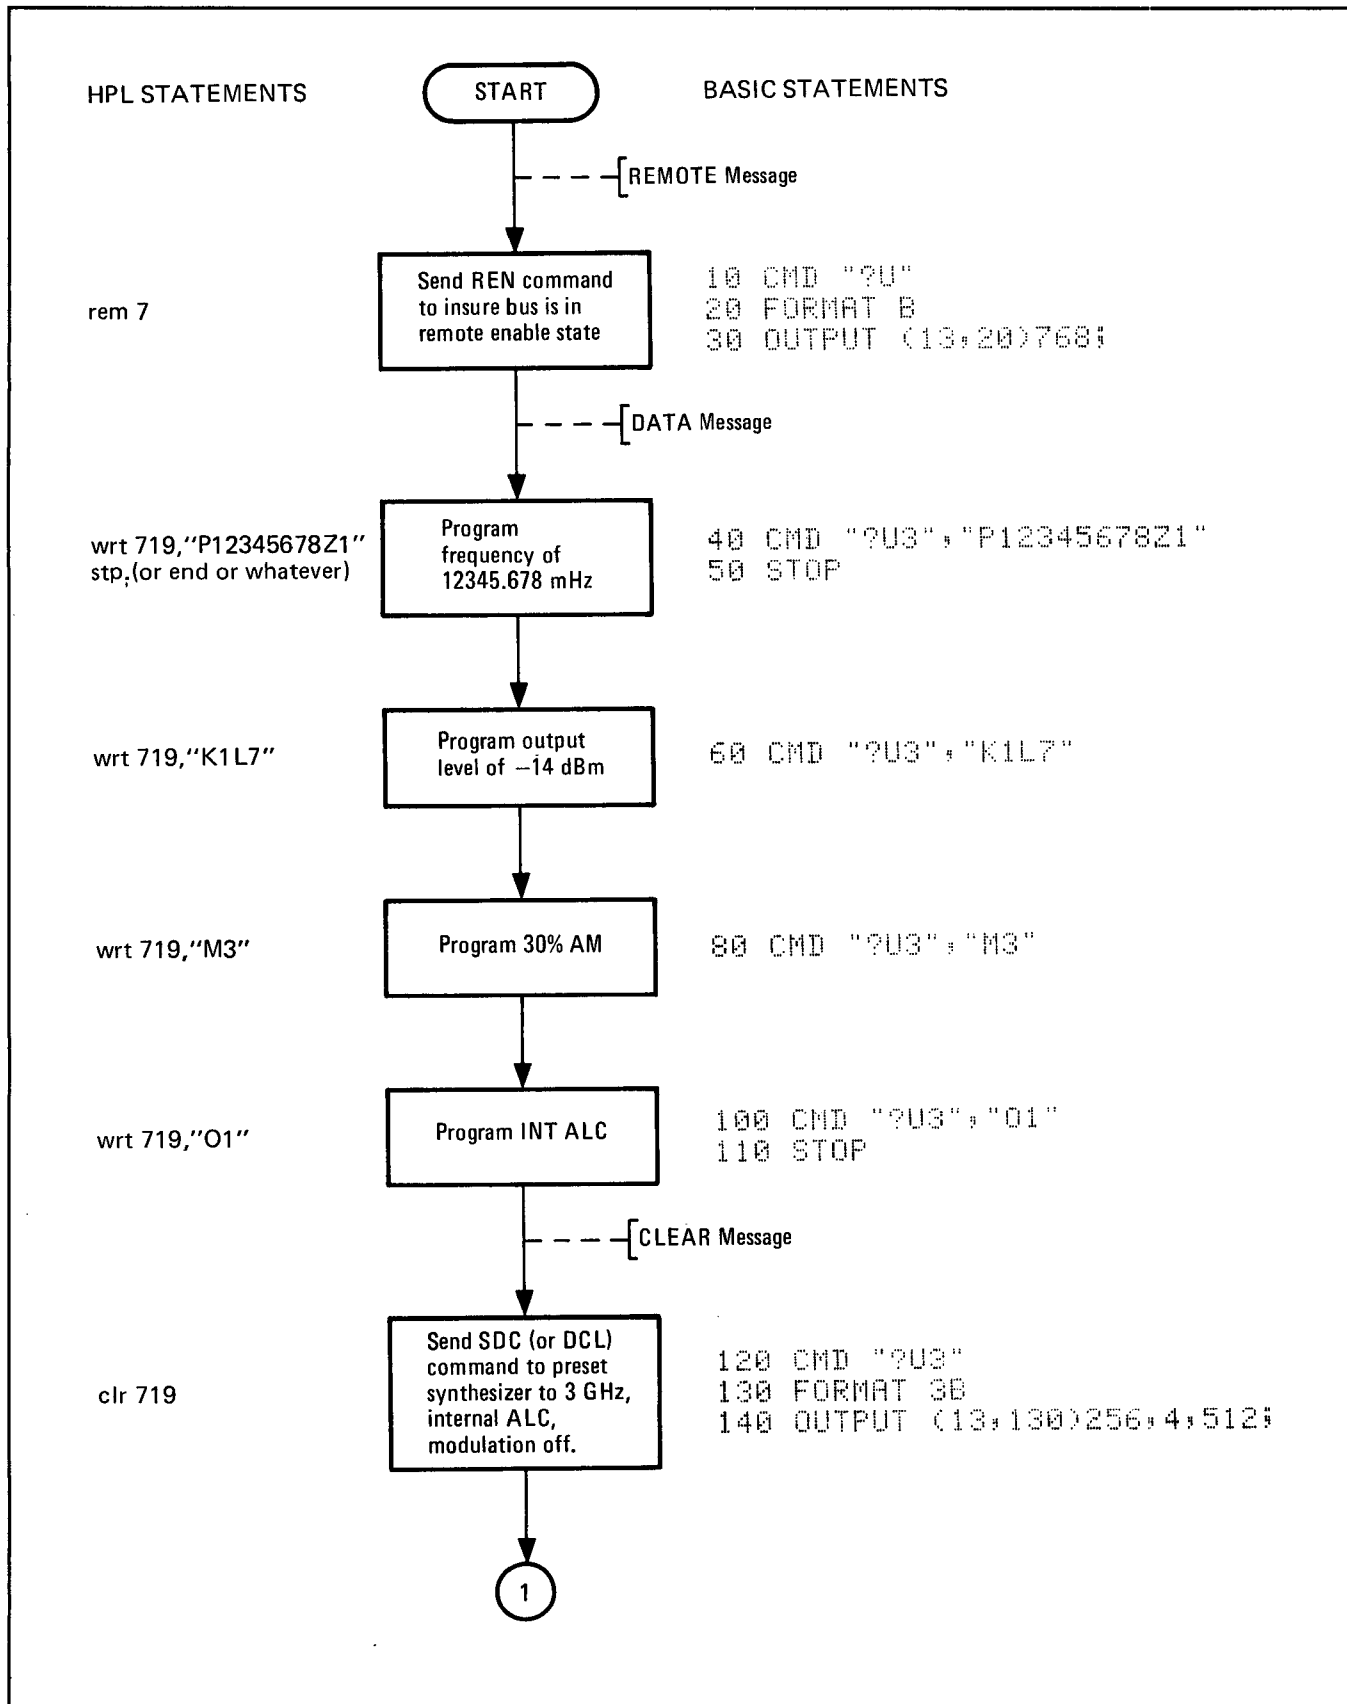 HPL STATEMENTS
START
BASIC STATEMENTS
REMOTE Message
rem 7
Send REN command
to insure bus is in
remote enable state
10 CMD "?U"
20 FORMAT B
30 OUTPUT (13,20)768;
DATA Message
wrt 719,"P12345678Z1"
stp.(or end or whatever)
Program
frequency of
12345.678 mHz
40 CMD "?U3","P12345678Z1"
50 STOP
wrt 719,"K1L7"
Program output
level of −14 dBm
60 CMD "?U3","K1L7"
wrt 719,"M3"
Program 30% AM
80 CMD "?U3","M3"
wrt 719,"O1"
Program INT ALC
100 CMD "?U3","O1"
110 STOP
CLEAR Message
clr 719
Send SDC (or DCL)
command to preset
synthesizer to 3 GHz,
internal ALC,
modulation off.
120 CMD "?U3"
130 FORMAT 3B
140 OUTPUT (13,130)256,4,512;
1